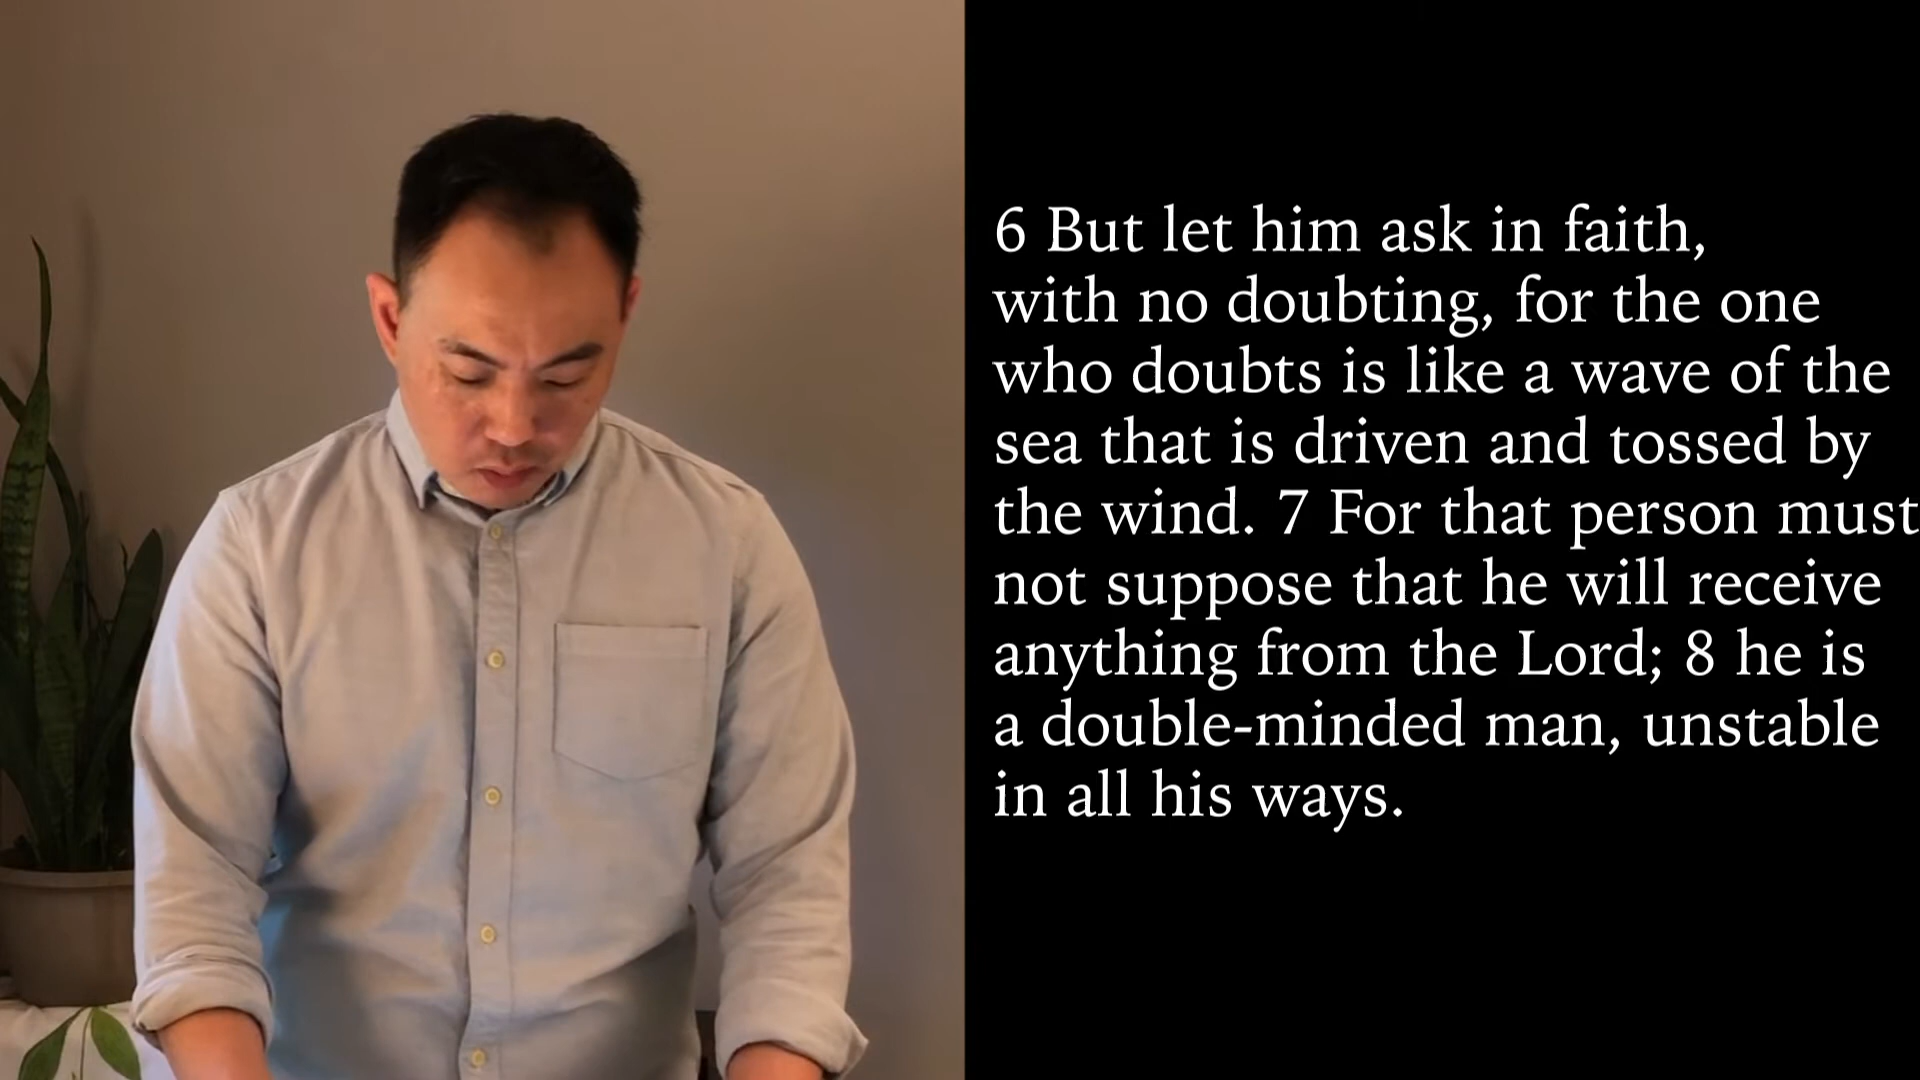 6 But let him ask in faith,
with no doubting, for the one
who doubts is like a wave of the
sea that is driven and tossed by
the wind. 7 For that person must
not suppose that he will receive
anything from the Lord; 8 he is
a double-minded man, unstable
in all his ways.